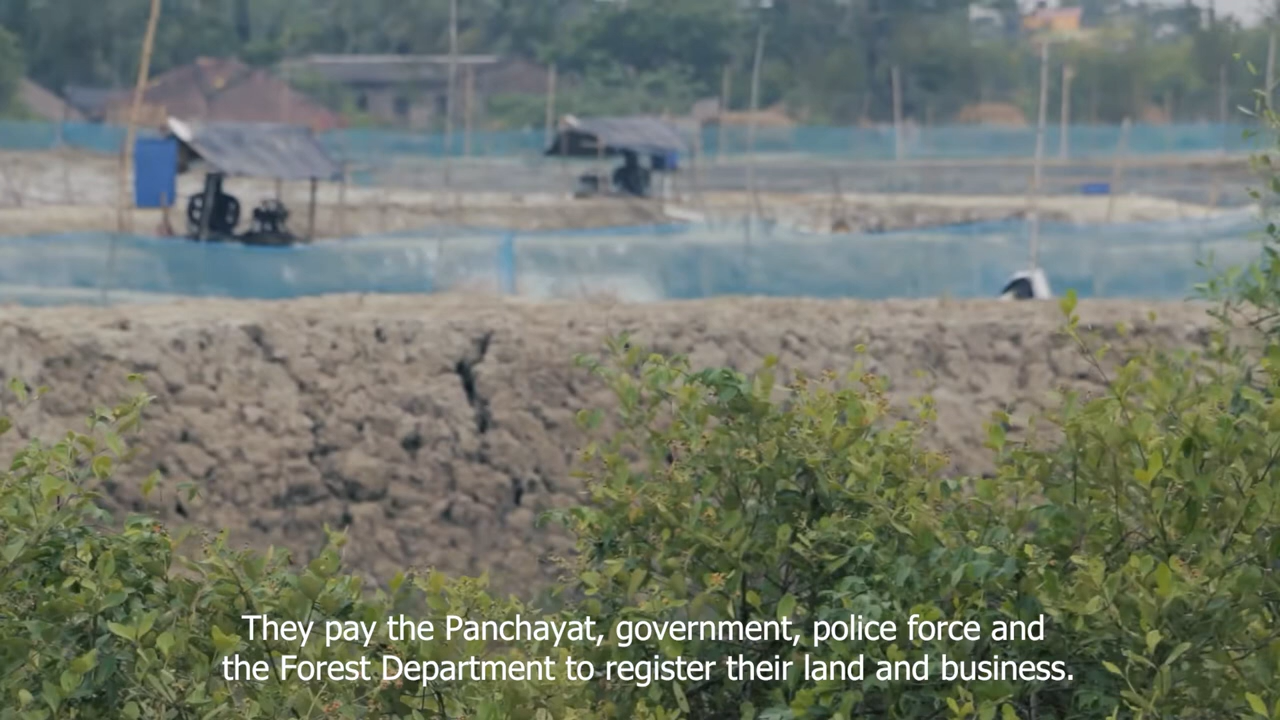 They pay the Panchayat, government, police force and
the Forest Department to register their land and business.